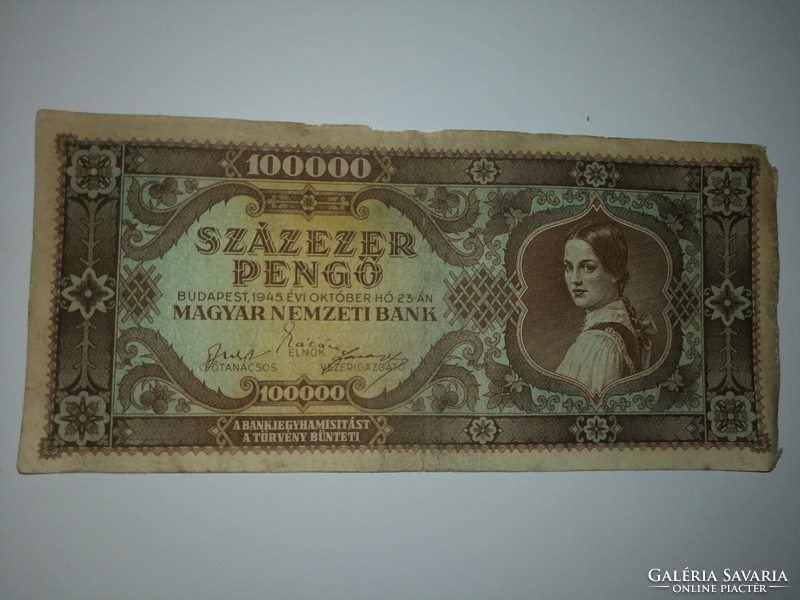 100000
SZÁZEZER
PENGŐ
BUDAPEST, 1945. ÉVI OKTÓBER HÓ 23-ÁN
MAGYAR NEMZETI BANK
ELNÖK
FŐTANÁCSOS VEZÉRIGAZGATÓ
100000
A BANKJEGYHAMISÍTÁST
A TÖRVÉNY BÜNTETI
GALÉRIA SAVARIA
ONLINE PIACTÉR